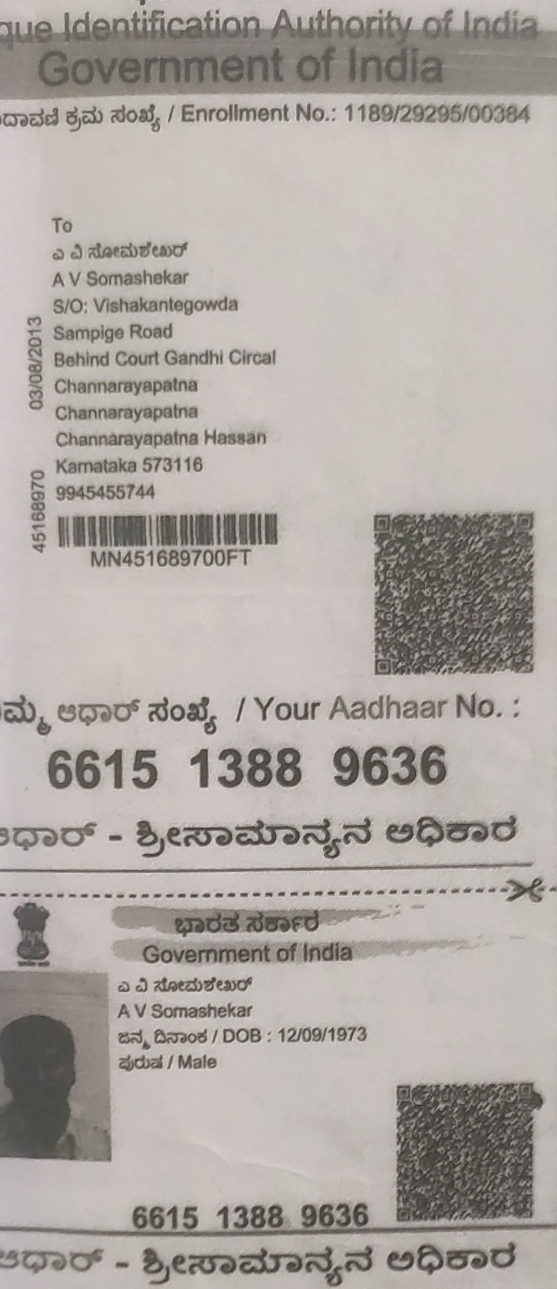 que Identification Authority of India
Government of India
ದಾವಣಿ ಕ್ರಮ ಸಂಖ್ಯೆ / Enrollment No.: 1189/29295/00384
To
ಎ ವಿ ಸೋಮಶೇಖರ್
A V Somashekar
S/O: Vishakantegowda
Sampige Road
Behind Court Gandhi Circal
Channarayapatna
Channarayapatna
Channarayapatna Hassan
Karnataka 573116
9945455744
03/08/2013
45168970
MN451689700FT
ಮ್ಮ ಆಧಾರ್ ಸಂಖ್ಯೆ / Your Aadhaar No. :
6615 1388 9636
ಆಧಾರ್ - ಶ್ರೀಸಾಮಾನ್ಯನ ಅಧಿಕಾರ
ಭಾರತ ಸರ್ಕಾರ
Government of India
ಎ ವಿ ಸೋಮಶೇಖರ್
A V Somashekar
ಜನ್ಮ ದಿನಾಂಕ / DOB : 12/09/1973
ಪುರುಷ / Male
6615 1388 9636
ಆಧಾರ್ - ಶ್ರೀಸಾಮಾನ್ಯನ ಅಧಿಕಾರ